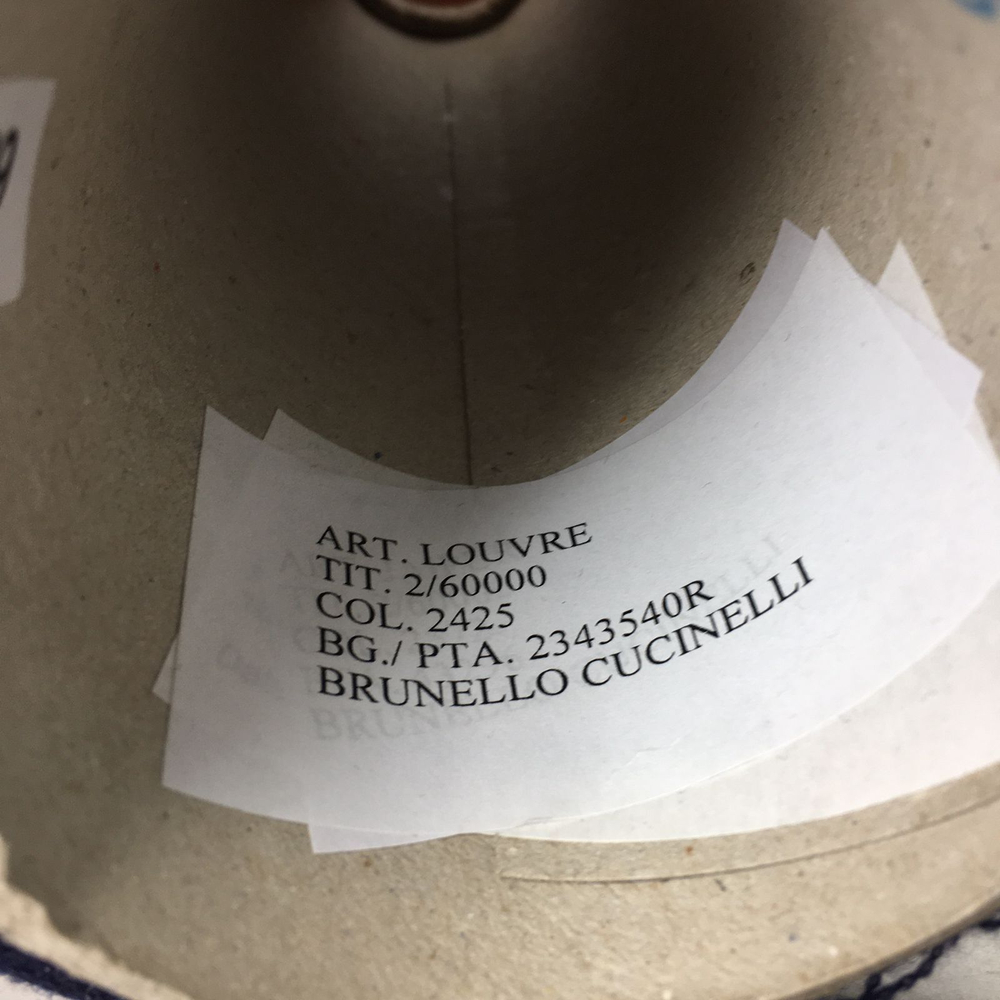 ART. LOUVRE
TIT. 2/60000
COL. 2425
BG./ PTA. 2343540R
BRUNELLO CUCINELLI